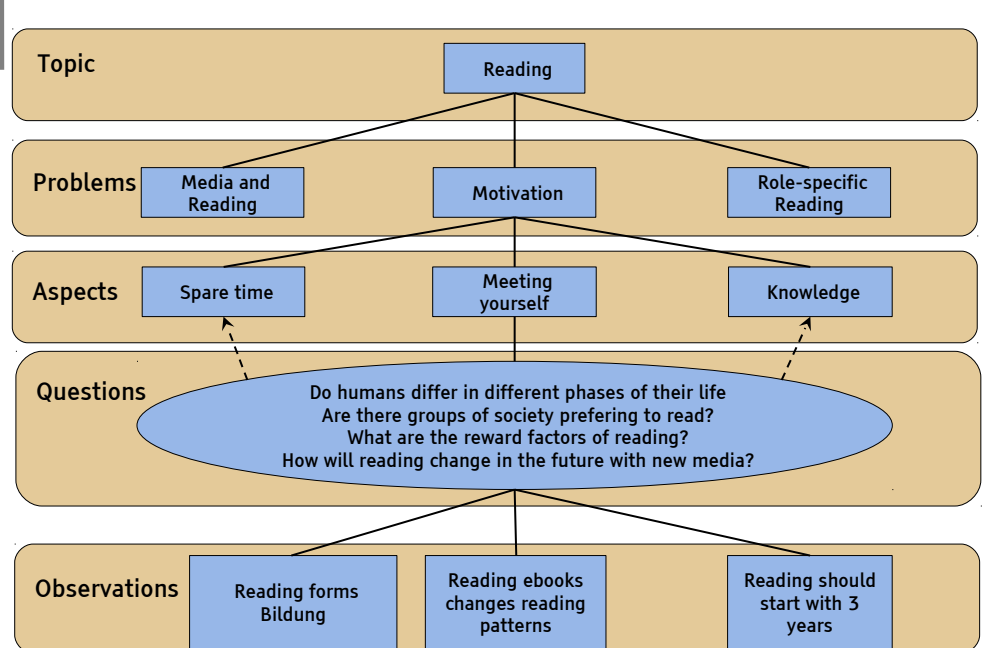 Topic
Reading
Problems
Media and
Reading
Motivation
Role-specific
Reading
Aspects
Spare time
Meeting
yourself
Knowledge
Questions
Do humans differ in different phases of their life
Are there groups of society prefering to read?
What are the reward factors of reading?
How will reading change in the future with new media?
Observations
Reading forms
Bildung
Reading ebooks
changes reading
patterns
Reading should
start with 3
years